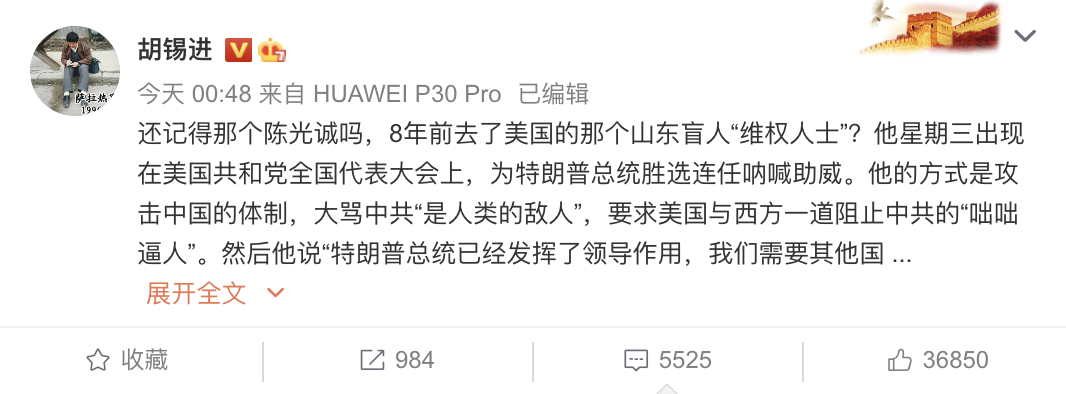 胡锡进
今天 00:48 来自 HUAWEI P30 Pro 已编辑
还记得那个陈光诚吗，8年前去了美国的那个山东盲人“维权人士”？他星期三出现
在美国共和党全国代表大会上，为特朗普总统胜选连任呐喊助威。他的方式是攻
击中国的体制，大骂中共“是人类的敌人”，要求美国与西方一道阻止中共的“咄咄
逼人”。然后他说“特朗普总统已经发挥了领导作用，我们需要其他国 ...
展开全文
收藏
984
5525
36850